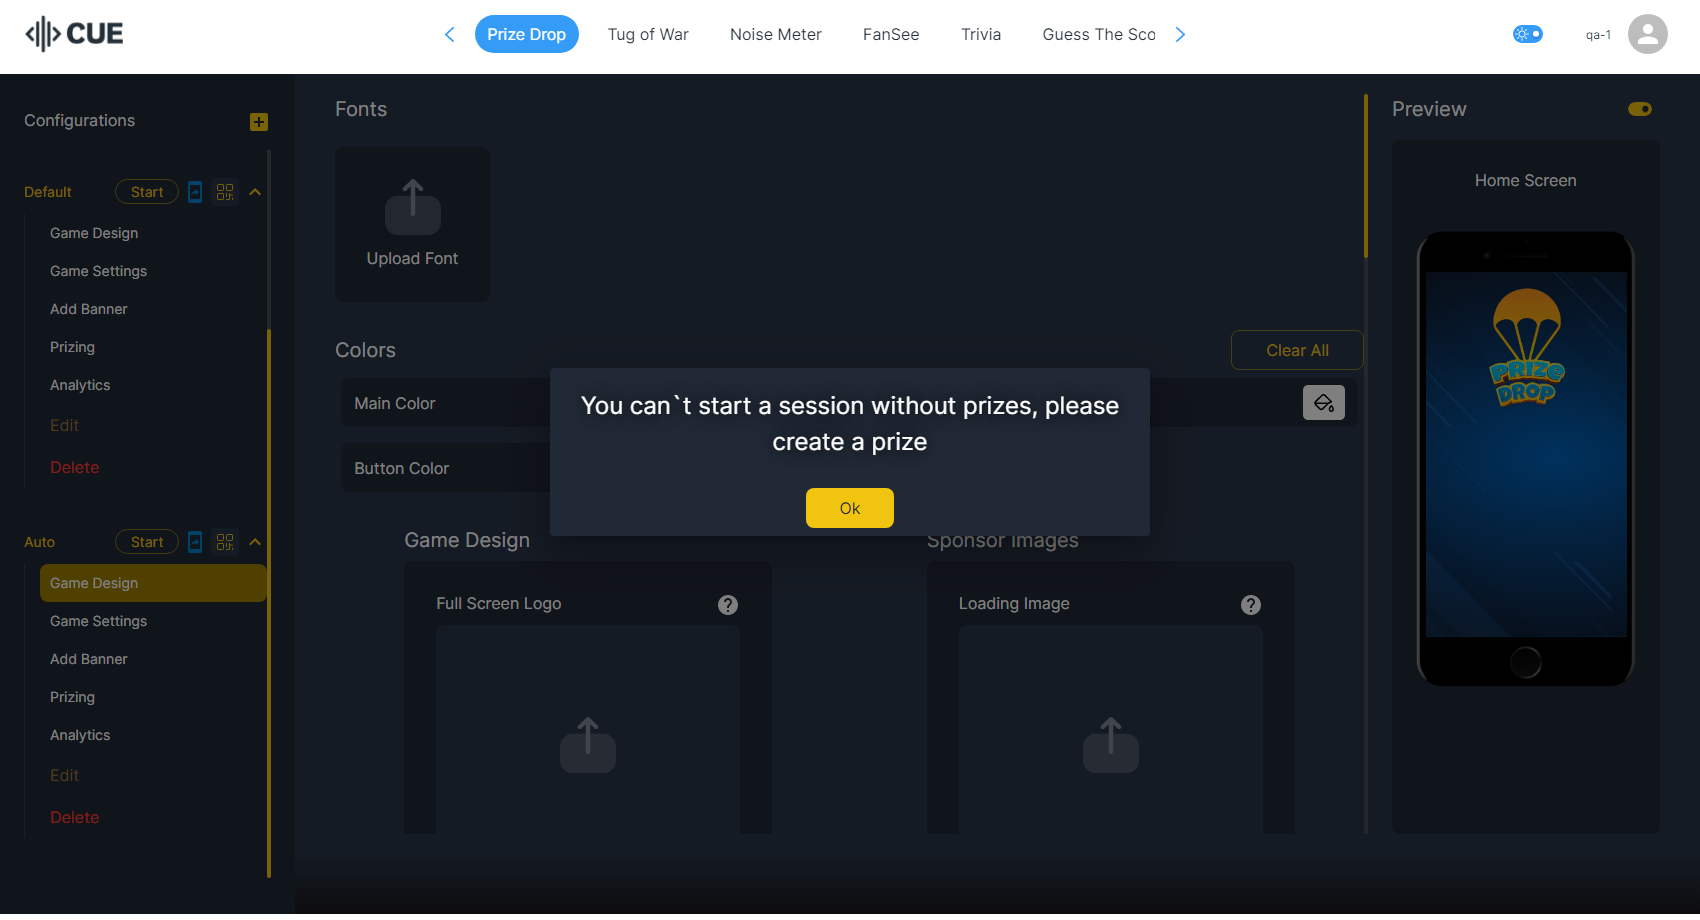 CUE
Prize Drop
Tug of War
Noise Meter
FanSee
Trivia
Guess The Sco
qa-1
Configurations
Default
Start
Game Design
Game Settings
Add Banner
Prizing
Analytics
Edit
Delete
Auto
Start
Game Design
Game Settings
Add Banner
Prizing
Analytics
Edit
Delete
Fonts
Upload Font
Colors
Clear All
Main Color
Button Color
You can`t start a session without prizes, please
create a prize
Ok
Game Design
Full Screen Logo
?
Sponsor Images
Loading Image
?
Preview
Home Screen
PRIZE
DROP